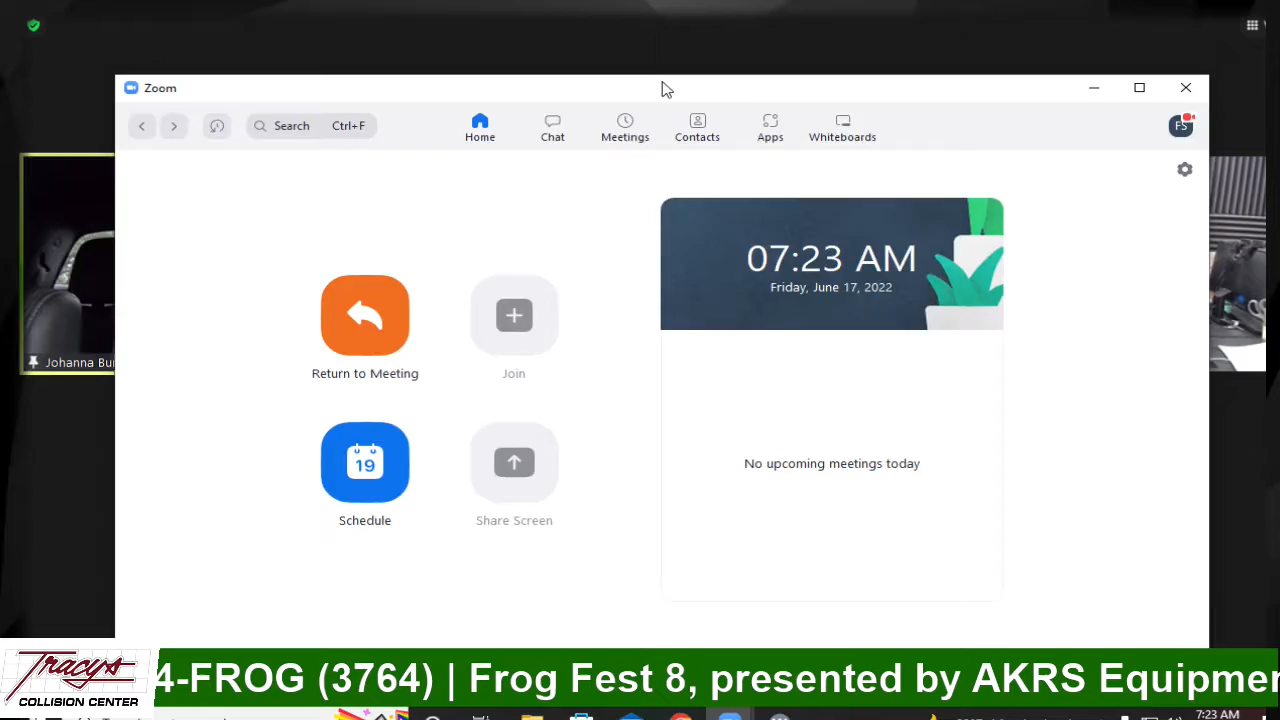 Zoom
Search Ctrl+F
Home Chat Meetings Contacts Apps Whiteboards
FS
Johanna
07:23 AM
Friday, June 17, 2022
Return to Meeting
Join
No upcoming meetings today
19
Schedule
Share Screen
Tracy's
COLLISION CENTER
4-FROG (3764) | Frog Fest 8, presented by AKRS Equipmen
7:23 AM